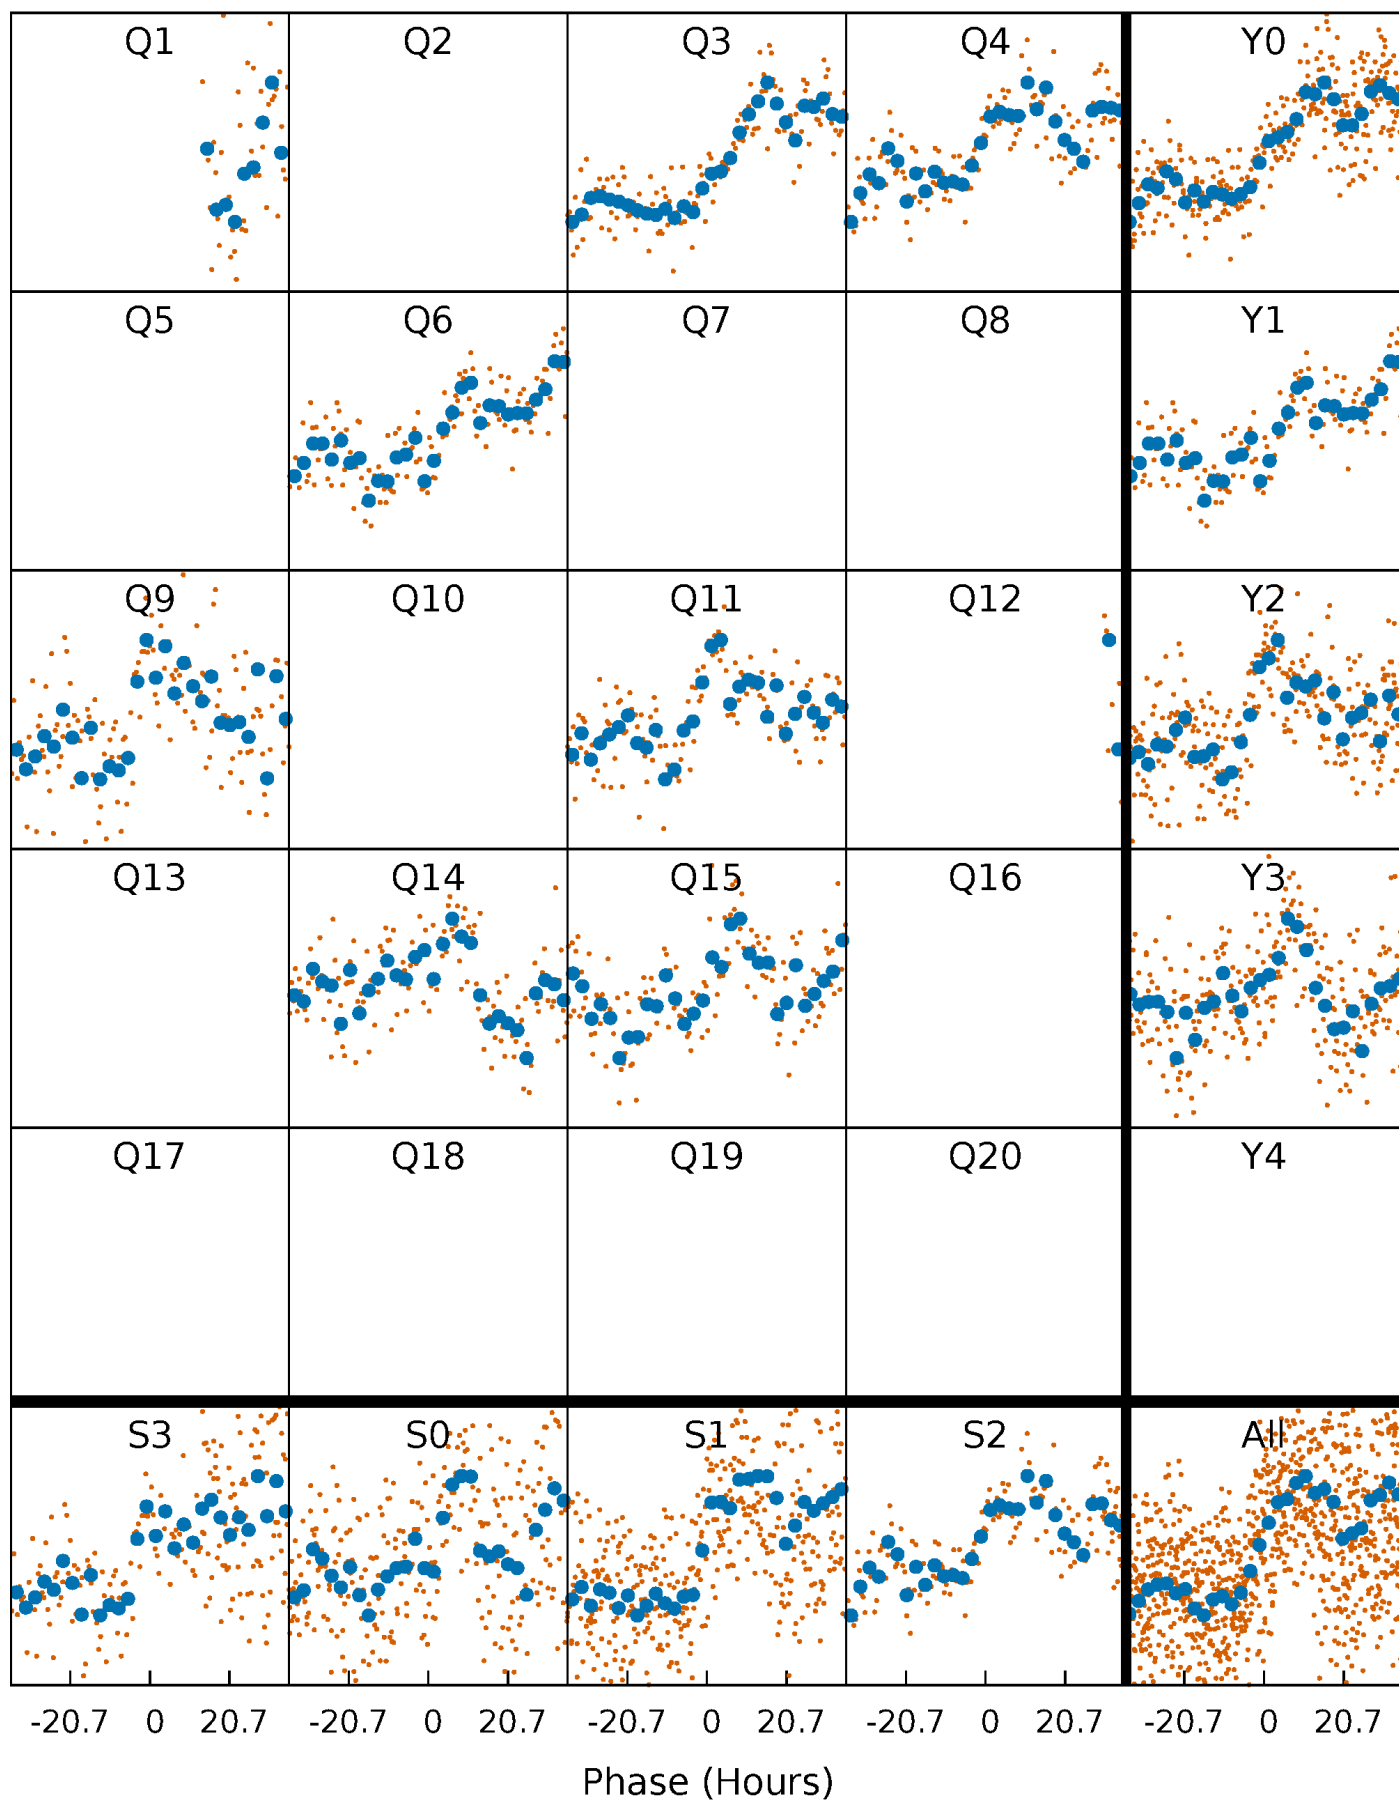 Q1 Q2 Q3 Q4 Y0
Q5 Q6 Q7 Q8 Y1
Q9 Q10 Q11 Q12 Y2
Q13 Q14 Q15 Q16 Y3
Q17 Q18 Q19 Q20 Y4
S3 S0 S1 S2 All
-20.7 0 20.7 -20.7 0 20.7 -20.7 0 20.7 -20.7 0 20.7 -20.7 0 20.7
Phase (Hours)